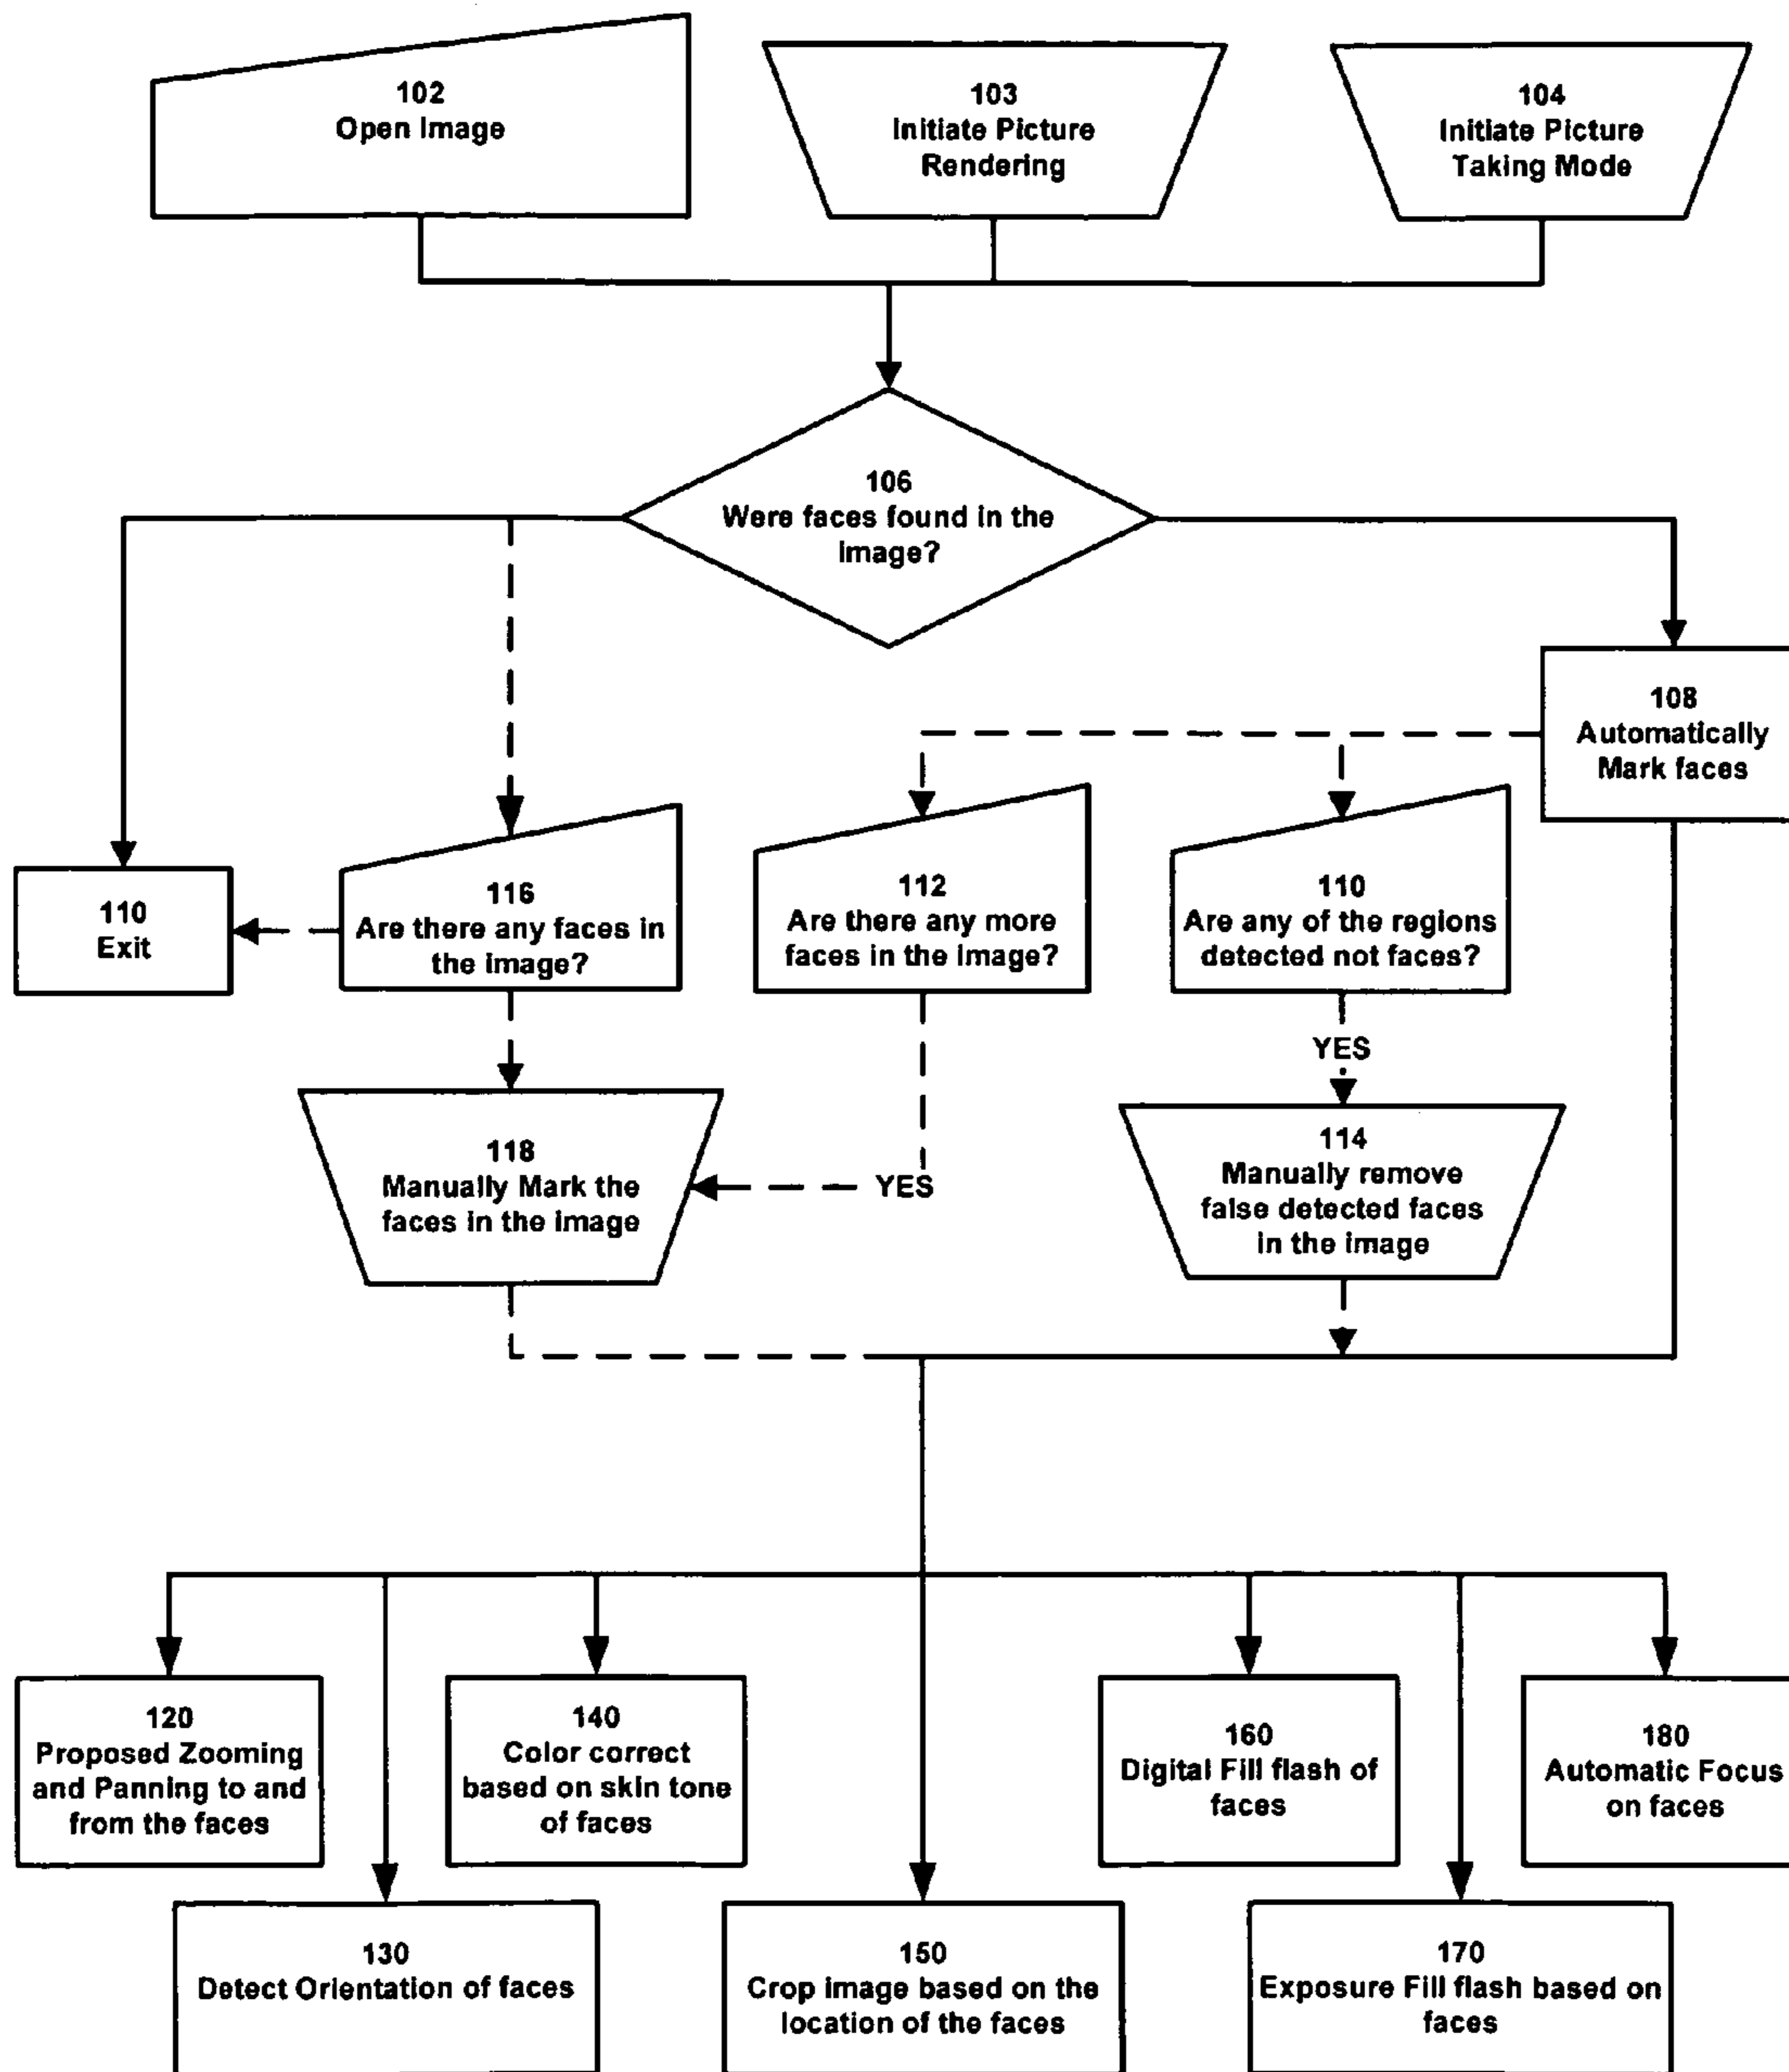 102
Open Image
103
Initiate Picture
Rendering
104
Initiate Picture
Taking Mode
106
Were faces found in the
image?
108
Automatically
Mark faces
110
Exit
116
Are there any faces in
the image?
112
Are there any more
faces in the image?
110
Are any of the regions
detected not faces?
YES
118
Manually Mark the
faces in the image
YES
114
Manually remove
false detected faces
in the image
120
Proposed Zooming
and Panning to and
from the faces
140
Color correct
based on skin tone
of faces
160
Digital Fill flash of
faces
180
Automatic Focus
on faces
130
Detect Orientation of faces
150
Crop image based on the
location of the faces
170
Exposure Fill flash based on
faces